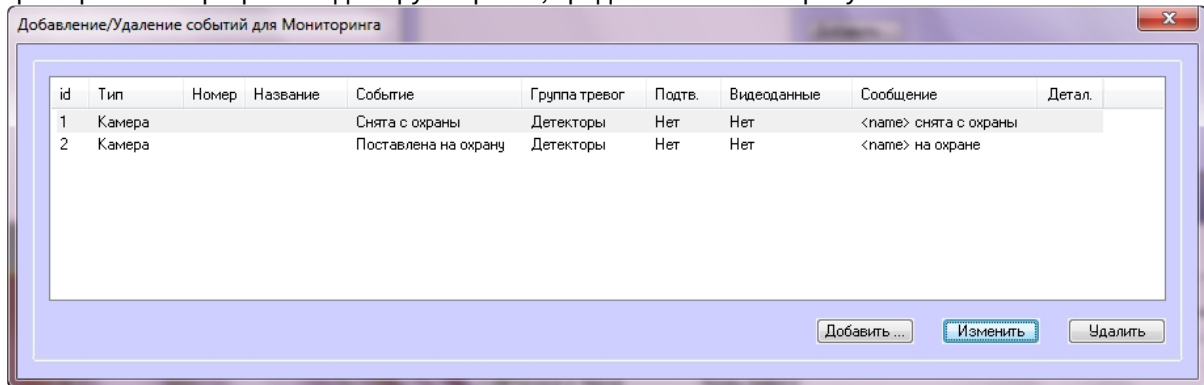 Добавление/Удаление событий для Мониторинга
id Тип Номер Название Событие Группа тревог Подтв. Видеоданные Сообщение Детал.
1 Камера Снята с охраны Детекторы Нет Нет <name> снята с охраны
2 Камера Поставлена на охрану Детекторы Нет Нет <name> на охране
Добавить ... Изменить Удалить